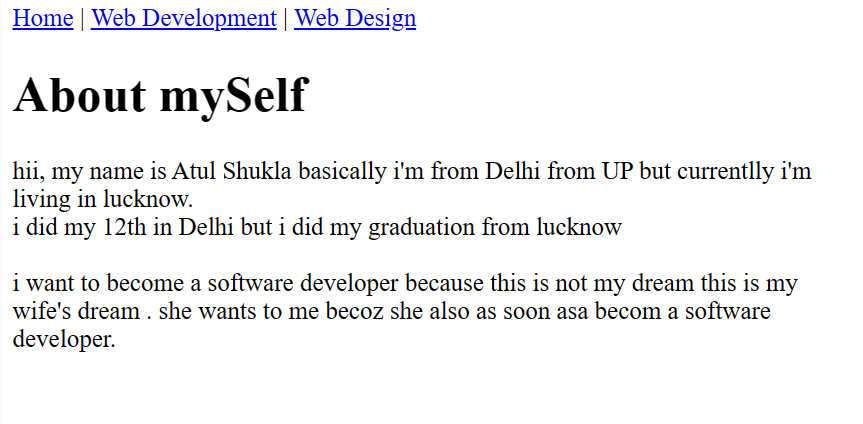 Home | Web Development | Web Design
About mySelf
hii, my name is Atul Shukla basically i'm from Delhi from UP but currentlly i'm
living in lucknow.
i did my 12th in Delhi but i did my graduation from lucknow
i want to become a software developer because this is not my dream this is my
wife's dream . she wants to me becoz she also as soon asa becom a software
developer.